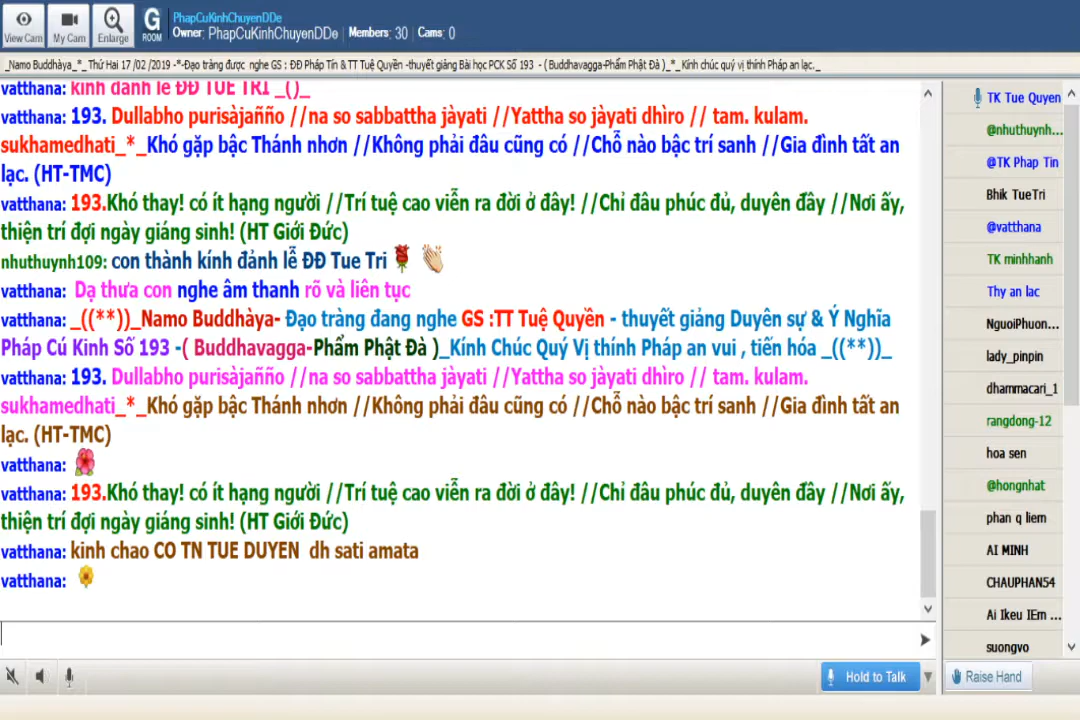 View Cam
My Cam
Enlarge
G
ROOM
PhapCuKinhChuyenDDe
Owner: PhapCuKinhChuyenDDe | Members: 30 | Cams: 0
_Namo Buddhàya_*_ Thứ Hai 17 /02 /2019 -*-Đạo tràng được nghe GS : ĐĐ Pháp Tín & TT Tuệ Quyền -thuyết giảng Bài học PCK Số 193 - ( Buddhavagga-Phẩm Phật Đà )_*_Kính chúc quý vị thính Pháp an lạc._
vatthana: kinh đảnh lễ ĐĐ TUE TRI _()_
vatthana: 193. Dullabho purisàjañño //na so sabbattha jàyati //Yattha so jàyati dhìro // tam. kulam.
sukhamedhati_*_Khó gặp bậc Thánh nhơn //Không phải đâu cũng có //Chỗ nào bậc trí sanh //Gia đình tất an
lạc. (HT-TMC)
vatthana: 193.Khó thay! có ít hạng người //Trí tuệ cao viễn ra đời ở đây! //Chỉ đâu phúc đủ, duyên đầy //Nơi ấy,
thiện trí đợi ngày giáng sinh! (HT Giới Đức)
nhuthuynh109: con thành kính đảnh lễ ĐĐ Tue Tri
vatthana: Dạ thưa con nghe âm thanh rõ và liên tục
vatthana: _((**))_Namo Buddhàya- Đạo tràng đang nghe GS :TT Tuệ Quyền - thuyết giảng Duyên sự & Ý Nghĩa
Pháp Cú Kinh Số 193 -( Buddhavagga-Phẩm Phật Đà )_Kính Chúc Quý Vị thính Pháp an vui , tiến hóa _((**))_
vatthana: 193. Dullabho purisàjañño //na so sabbattha jàyati //Yattha so jàyati dhìro // tam. kulam.
sukhamedhati_*_Khó gặp bậc Thánh nhơn //Không phải đâu cũng có //Chỗ nào bậc trí sanh //Gia đình tất an
lạc. (HT-TMC)
vatthana:
vatthana: 193.Khó thay! có ít hạng người //Trí tuệ cao viễn ra đời ở đây! //Chỉ đâu phúc đủ, duyên đầy //Nơi ấy,
thiện trí đợi ngày giáng sinh! (HT Giới Đức)
vatthana: kinh chao CO TN TUE DUYEN dh sati amata
vatthana:
TK Tue Quyen
@nhuthuynh...
@TK Phap Tin
Bhik TueTri
@vatthana
TK minhhanh
Thy an lac
NguoiPhuon...
lady_pinpin
dhammacari_1
rangdong-12
hoa sen
@hongnhat
phan q liem
AI MINH
CHAUPHAN54
Ai Ikeu IEm ...
suongvo
Hold to Talk
Raise Hand